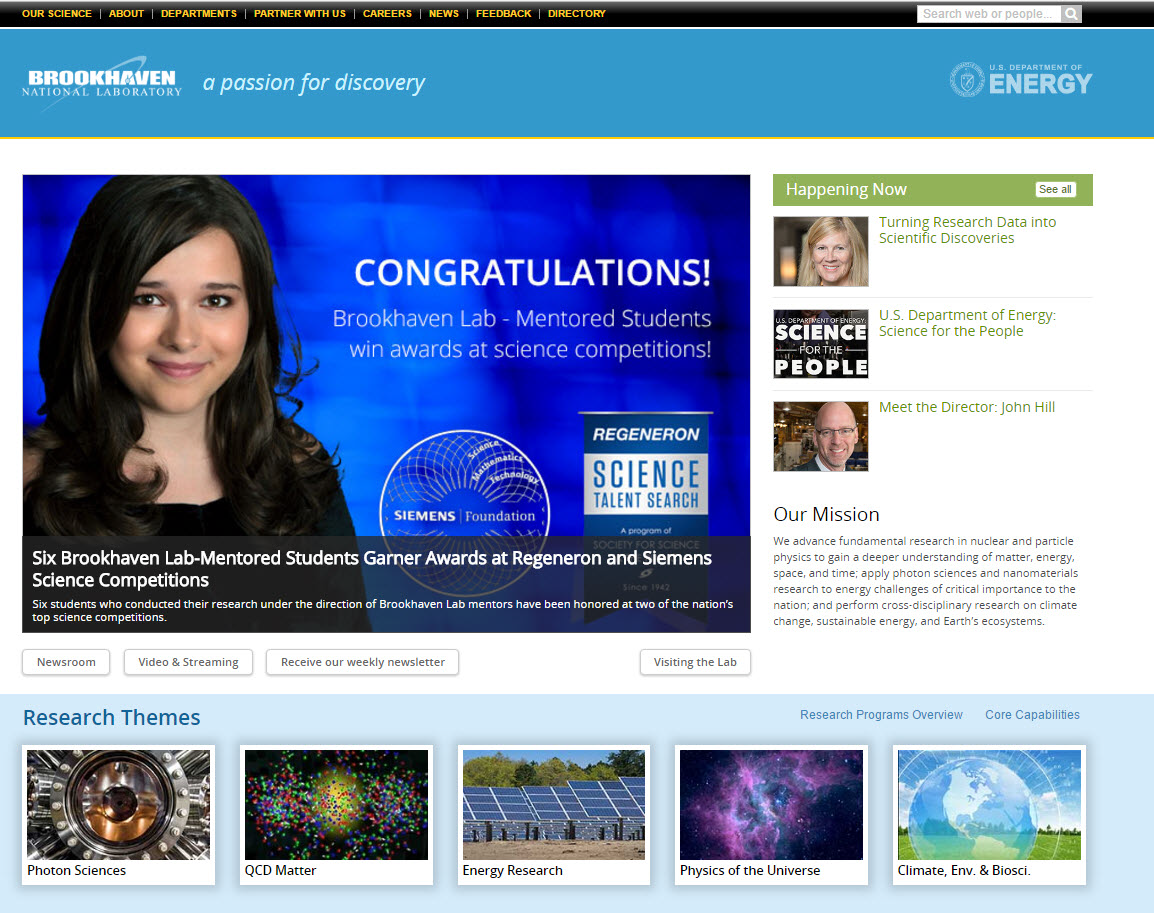 OUR SCIENCE | ABOUT | DEPARTMENTS | PARTNER WITH US | CAREERS | NEWS | FEEDBACK | DIRECTORY
Search web or people...
BROOKHAVEN
NATIONAL LABORATORY
a passion for discovery
U.S. DEPARTMENT OF
ENERGY
CONGRATULATIONS!
Brookhaven Lab - Mentored Students
win awards at science competitions!
Science
Mathematics
Technology
SIEMENS | Foundation
REGENERON
SCIENCE
TALENT SEARCH
A program of
SOCIETY FOR SCIENCE
Since 1942
Six Brookhaven Lab-Mentored Students Garner Awards at Regeneron and Siemens
Science Competitions
Six students who conducted their research under the direction of Brookhaven Lab mentors have been honored at two of the nation's
top science competitions.
Newsroom
Video & Streaming
Receive our weekly newsletter
Visiting the Lab
Happening Now
See all
Turning Research Data into
Scientific Discoveries
U.S. DEPARTMENT OF ENERGY:
SCIENCE
FOR THE
PEOPLE
U.S. Department of Energy:
Science for the People
Meet the Director: John Hill
Our Mission
We advance fundamental research in nuclear and particle
physics to gain a deeper understanding of matter, energy,
space, and time; apply photon sciences and nanomaterials
research to energy challenges of critical importance to the
nation; and perform cross-disciplinary research on climate
change, sustainable energy, and Earth's ecosystems.
Research Themes
Research Programs Overview
Core Capabilities
Photon Sciences
QCD Matter
Energy Research
Physics of the Universe
Climate, Env. & Biosci.